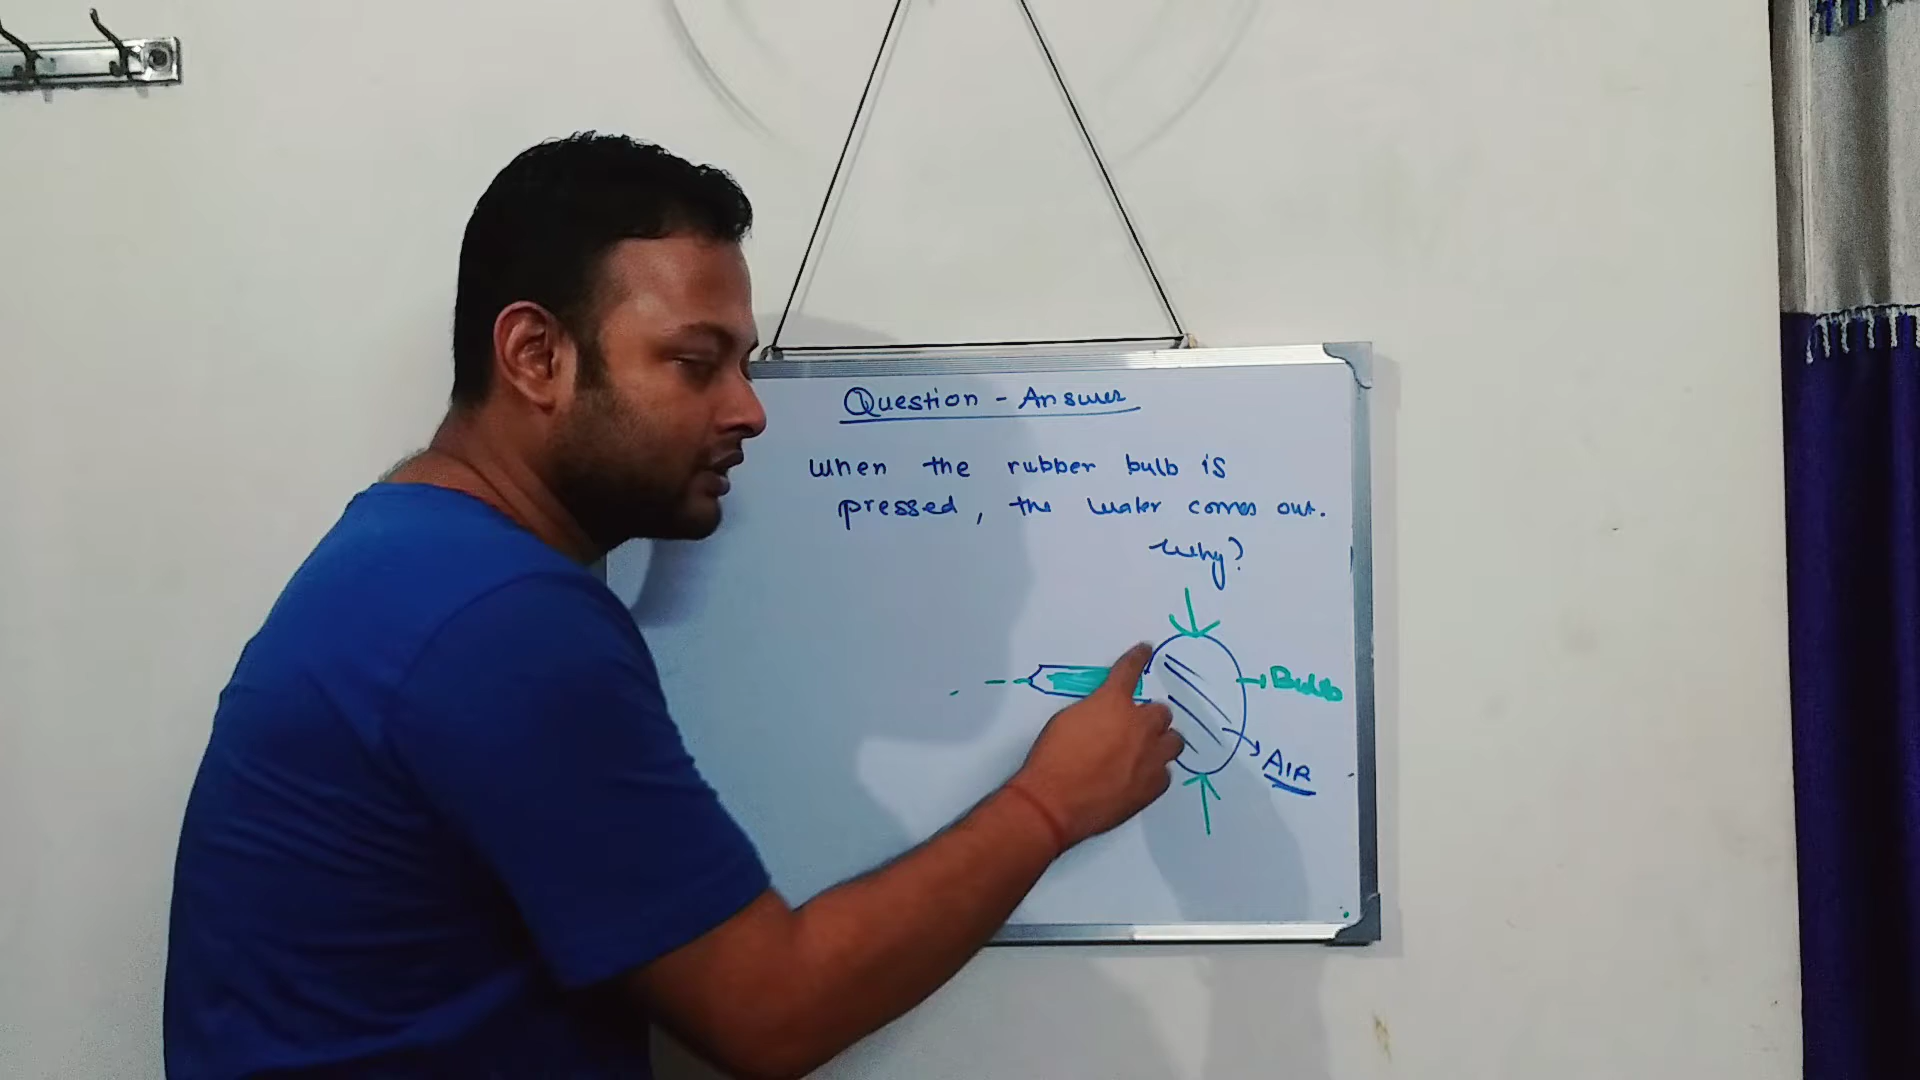 Question - Answer
When the rubber bulb is
pressed, the water comes out.
Why?
Bulb
AIR